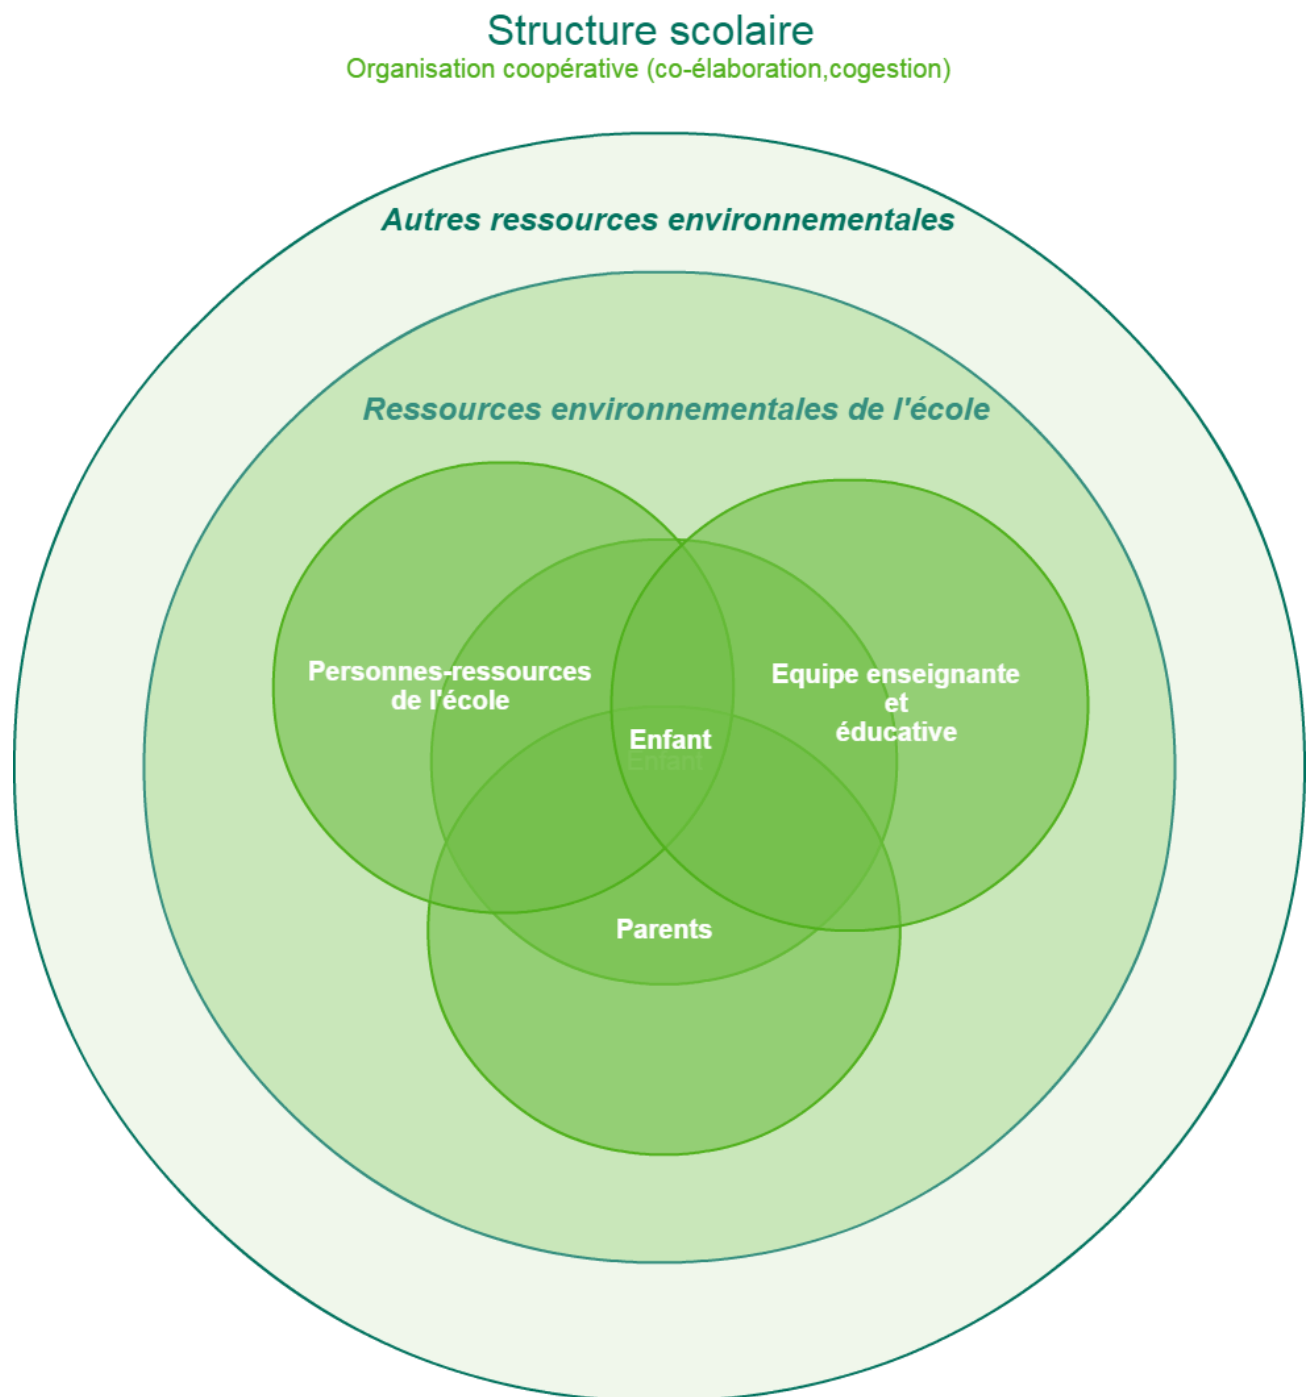 Structure scolaire
Organisation coopérative (co-élaboration,cogestion)
Autres ressources environnementales
Ressources environnementales de l'école
Personnes-ressources
de l'école
Equipe enseignante
et
éducative
Enfant
Enfant
Parents